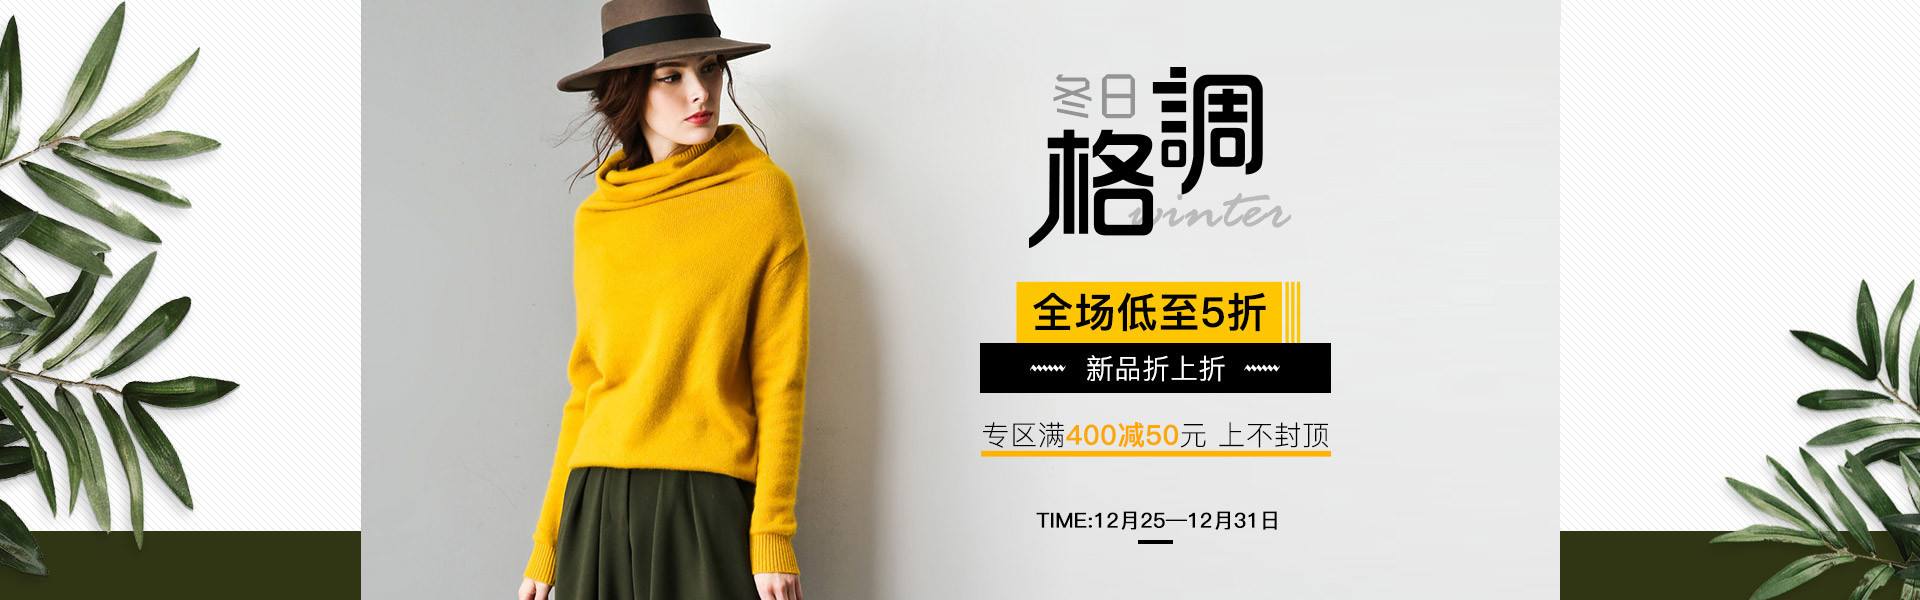 冬日
格調
winter
全场低至5折
新品折上折
专区满400减50元 上不封顶
TIME:12月25—12月31日